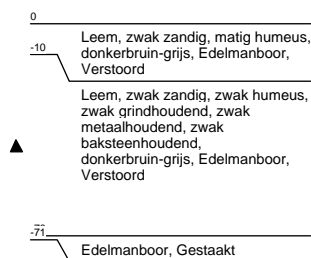 0
Leem, zwak zandig, matig humeus,
-10
donkerbruin-grijs, Edelmanboor,
Verstoord
Leem, zwak zandig, zwak humeus,
zwak grindhoudend, zwak
metaalhoudend, zwak
baksteenhoudend,
donkerbruin-grijs, Edelmanboor,
Verstoord
-71
Edelmanboor, Gestaakt